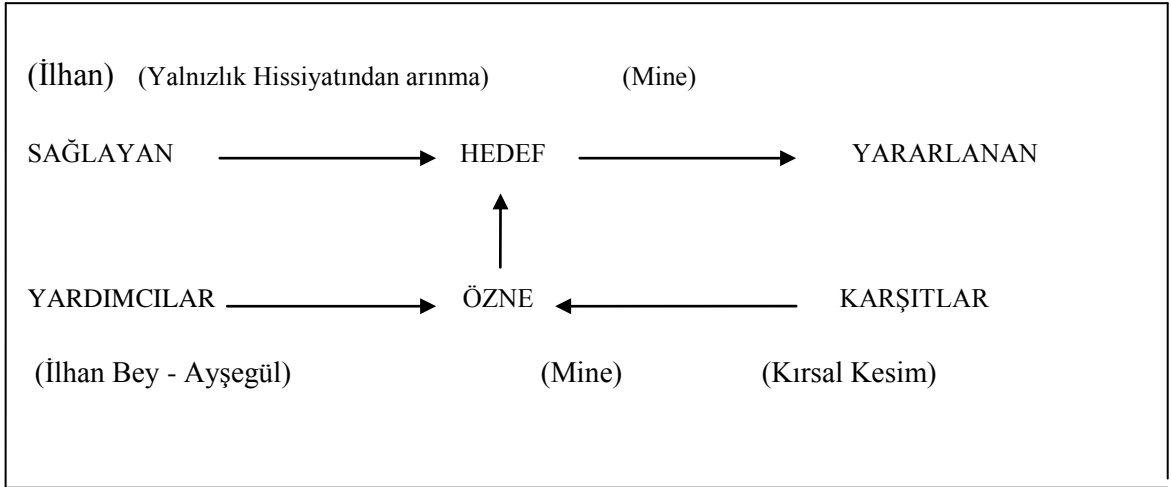 (İlhan) (Yalnızlık Hissiyatından arınma) (Mine)
SAĞLAYAN HEDEF YARARLANAN
YARDIMCILAR ÖZNE KARŞITLAR
(İlhan Bey - Ayşegül) (Mine) (Kırsal Kesim)